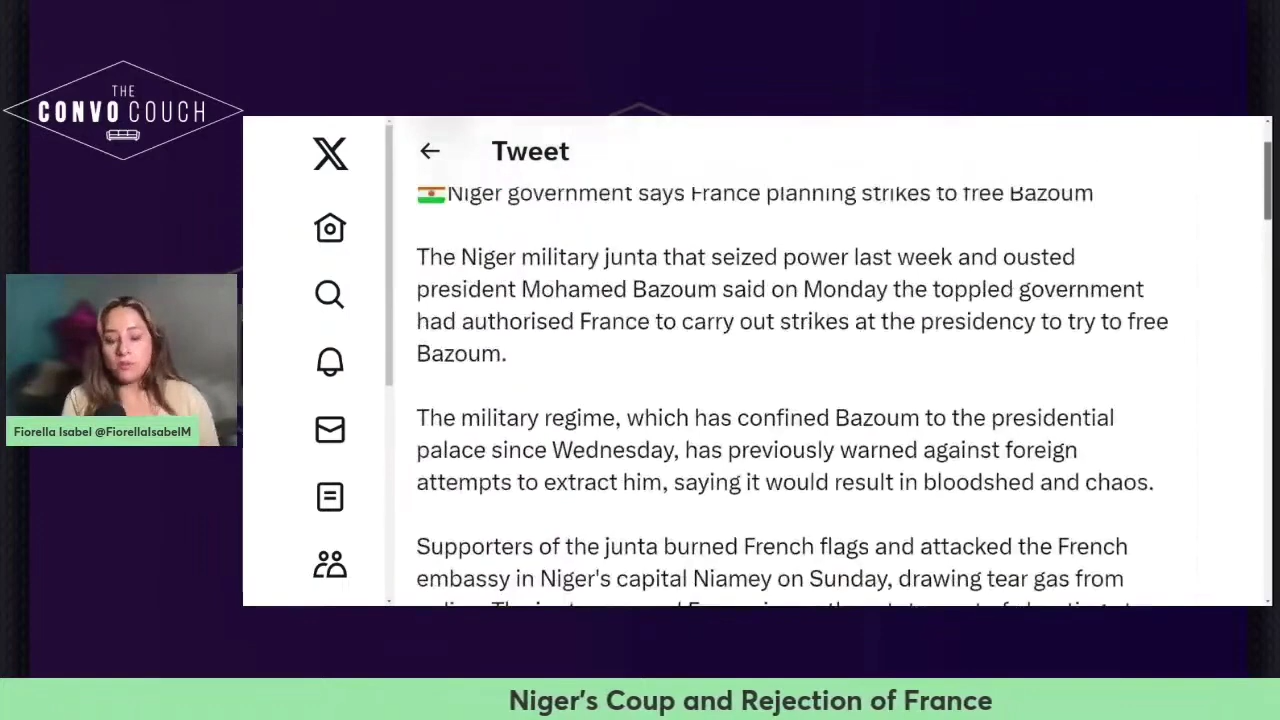 THE
CONVO COUCH
Tweet
Niger government says France planning strikes to free Bazoum
The Niger military junta that seized power last week and ousted
president Mohamed Bazoum said on Monday the toppled government
had authorised France to carry out strikes at the presidency to try to free
Bazoum.
The military regime, which has confined Bazoum to the presidential
palace since Wednesday, has previously warned against foreign
attempts to extract him, saying it would result in bloodshed and chaos.
Supporters of the junta burned French flags and attacked the French
embassy in Niger's capital Niamey on Sunday, drawing tear gas from
Fiorella Isabel @FiorellaIsabelM
Niger's Coup and Rejection of France